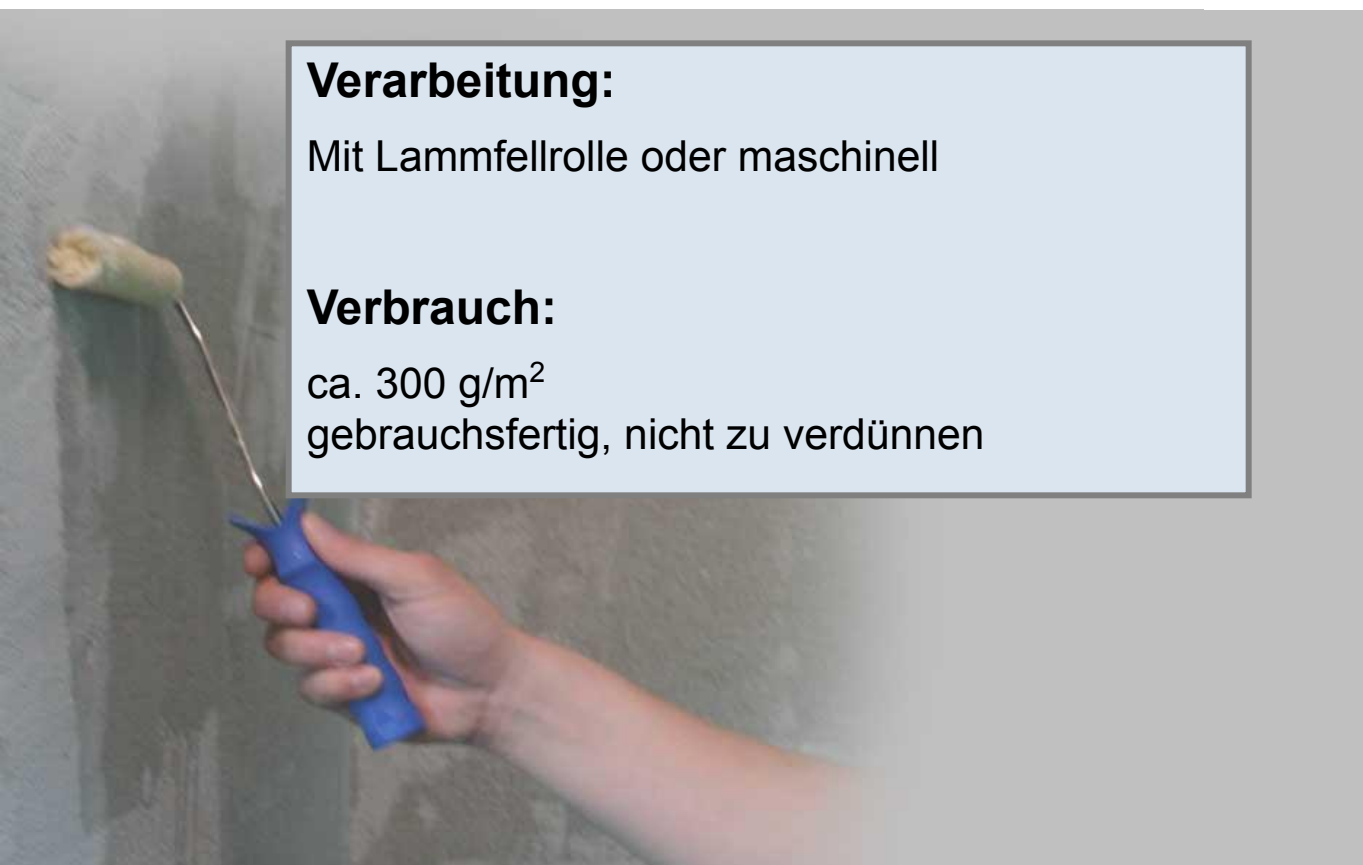 Verarbeitung:
Mit Lammfellrolle oder maschinell
Verbrauch:
ca. 300 g/m²
gebrauchsfertig, nicht zu verdünnen